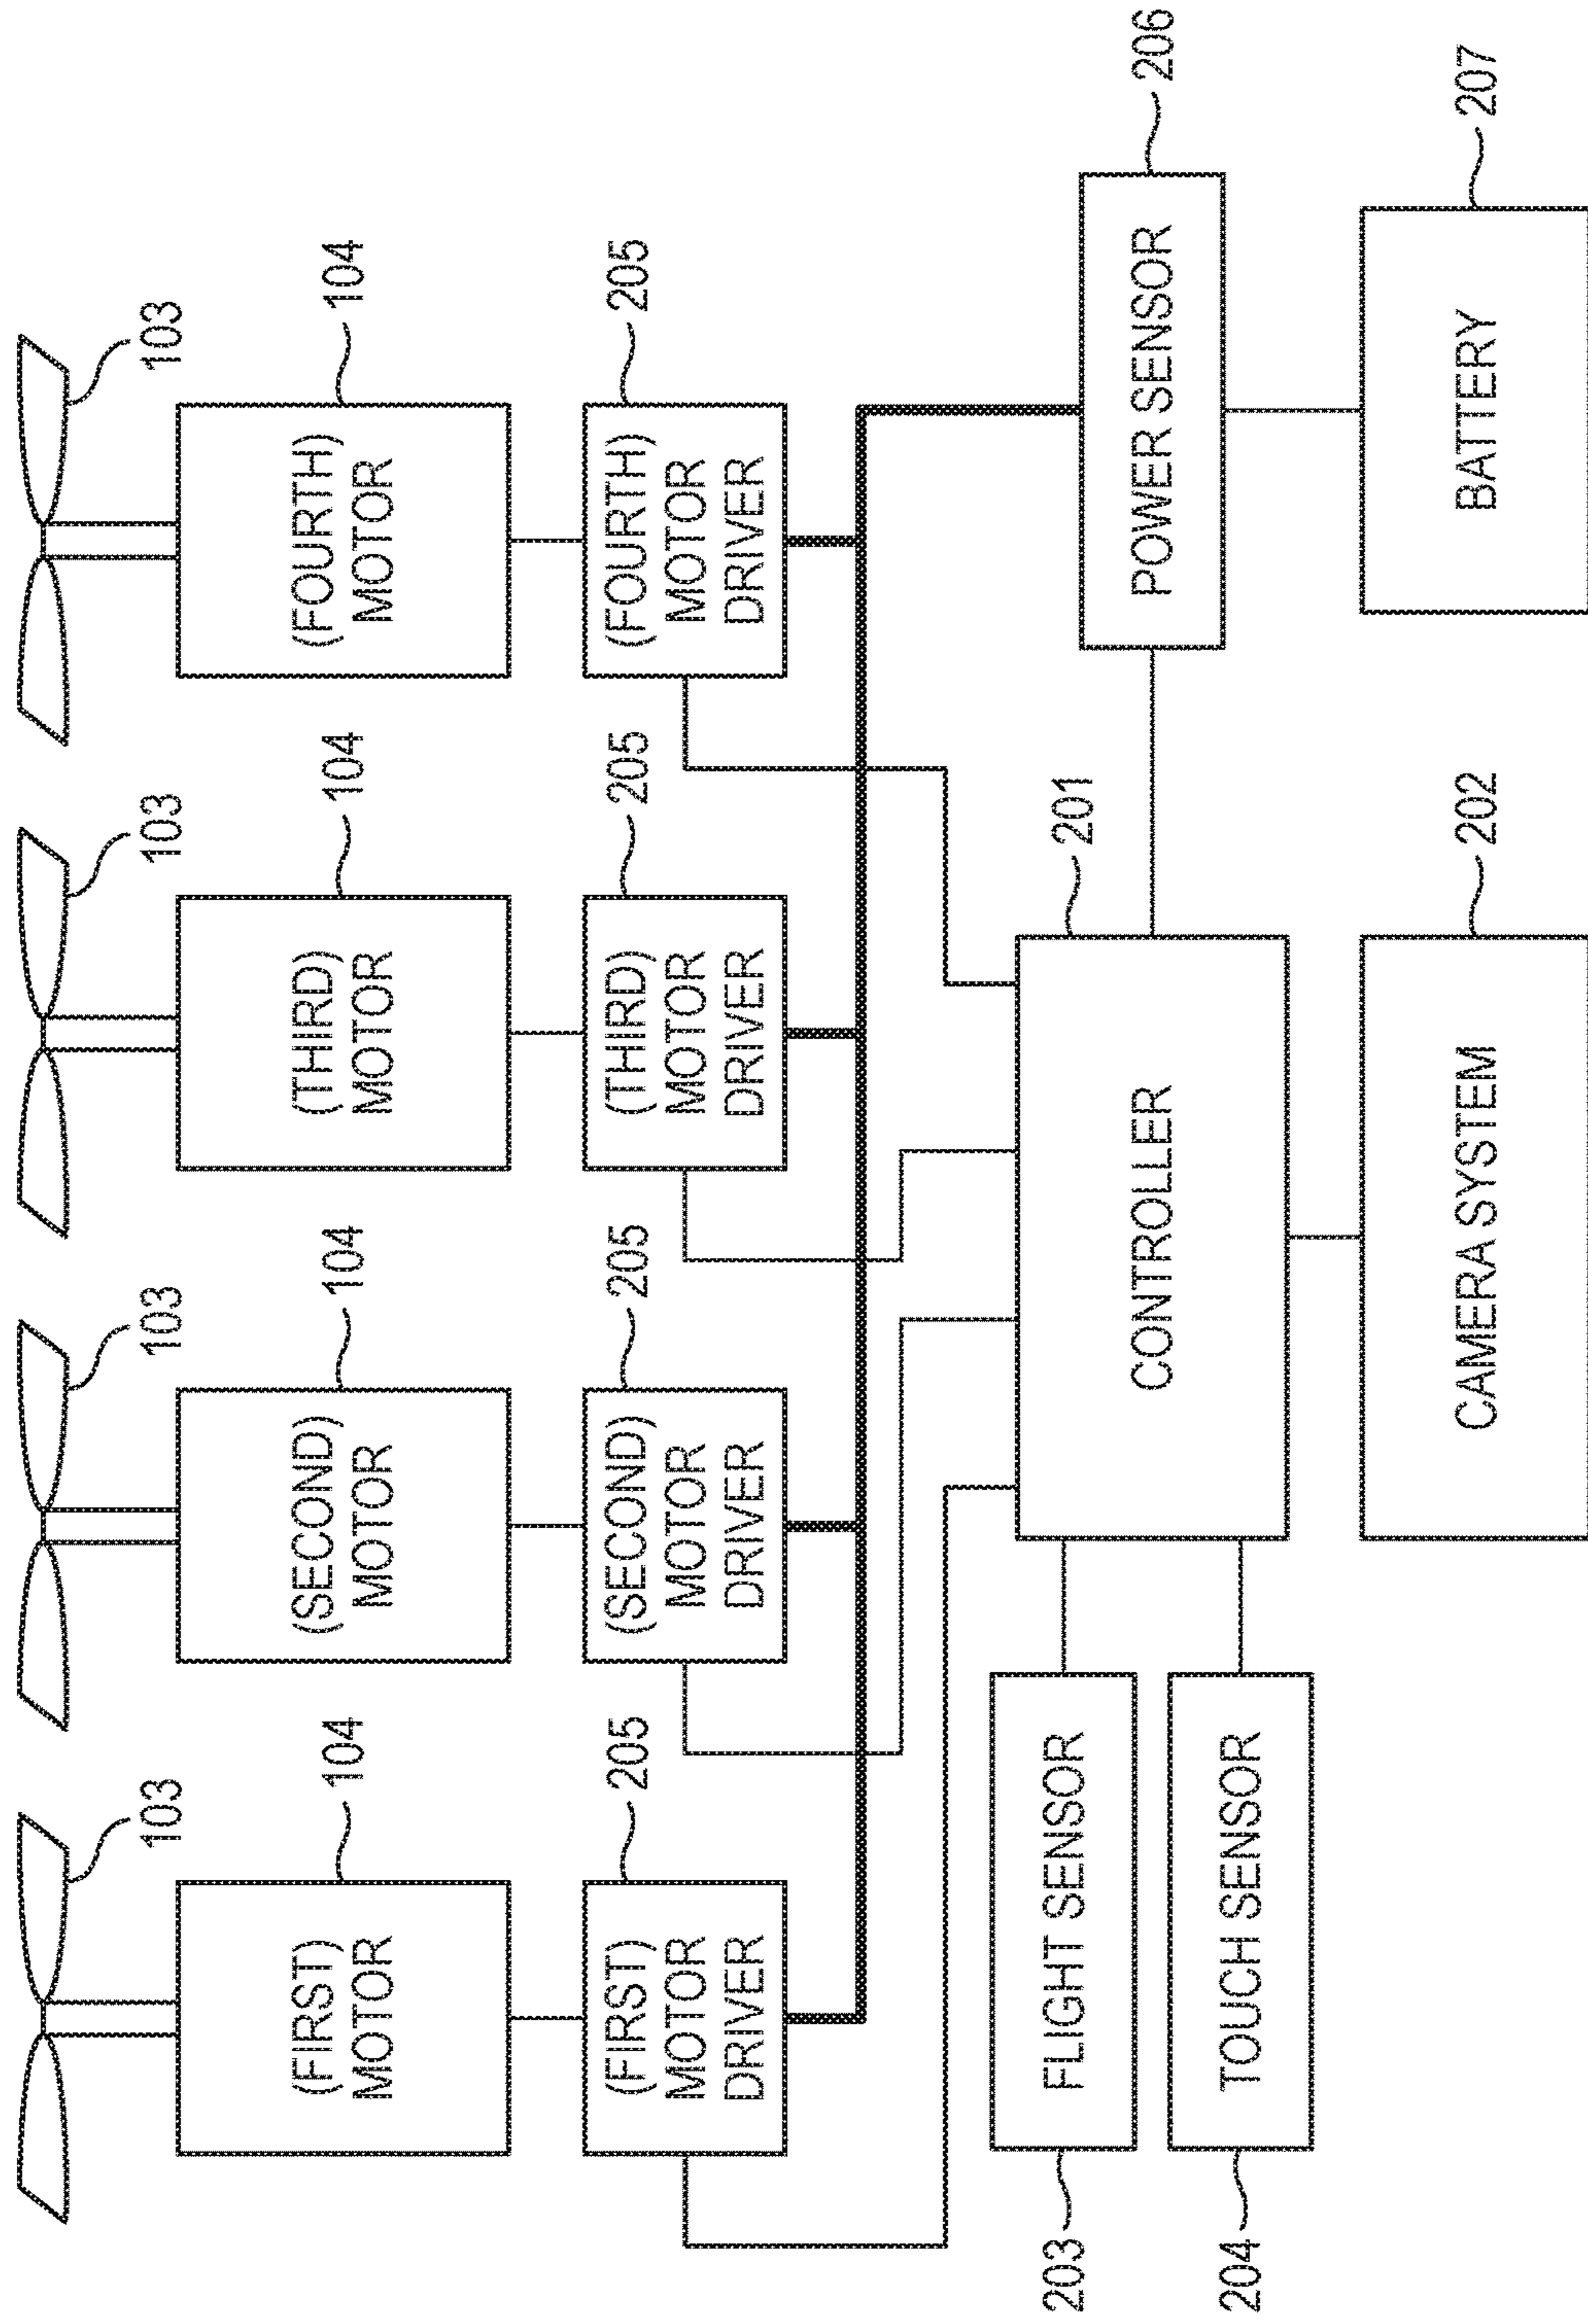 103
103
103
103
104
104
104
104
(FIRST)
MOTOR
(SECOND)
MOTOR
(THIRD)
MOTOR
(FOURTH)
MOTOR
205
205
205
205
(FIRST)
MOTOR
DRIVER
(SECOND)
MOTOR
DRIVER
(THIRD)
MOTOR
DRIVER
(FOURTH)
MOTOR
DRIVER
203
FLIGHT SENSOR
201
CONTROLLER
206
POWER SENSOR
204
TOUCH SENSOR
202
CAMERA SYSTEM
207
BATTERY